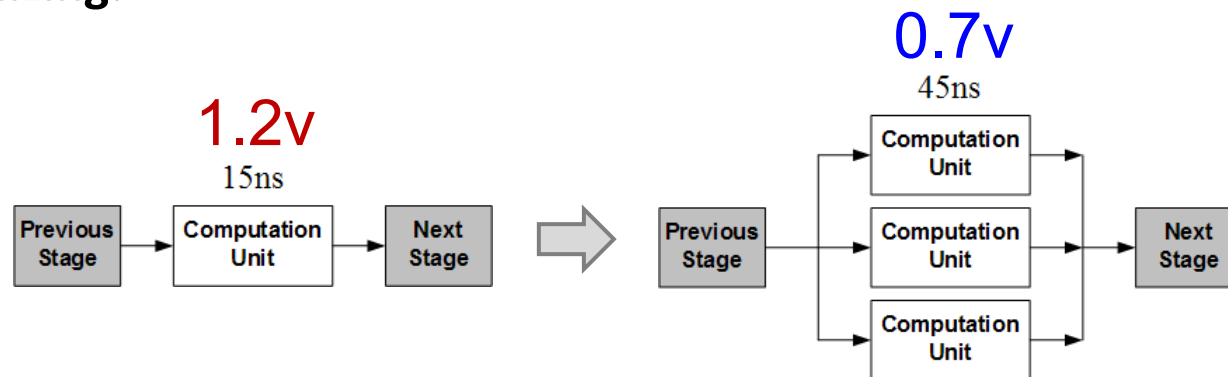 1.2v
15ns
Previous
Stage
Computation
Unit
Next
Stage
0.7v
45ns
Previous
Stage
Computation
Unit
Computation
Unit
Computation
Unit
Next
Stage